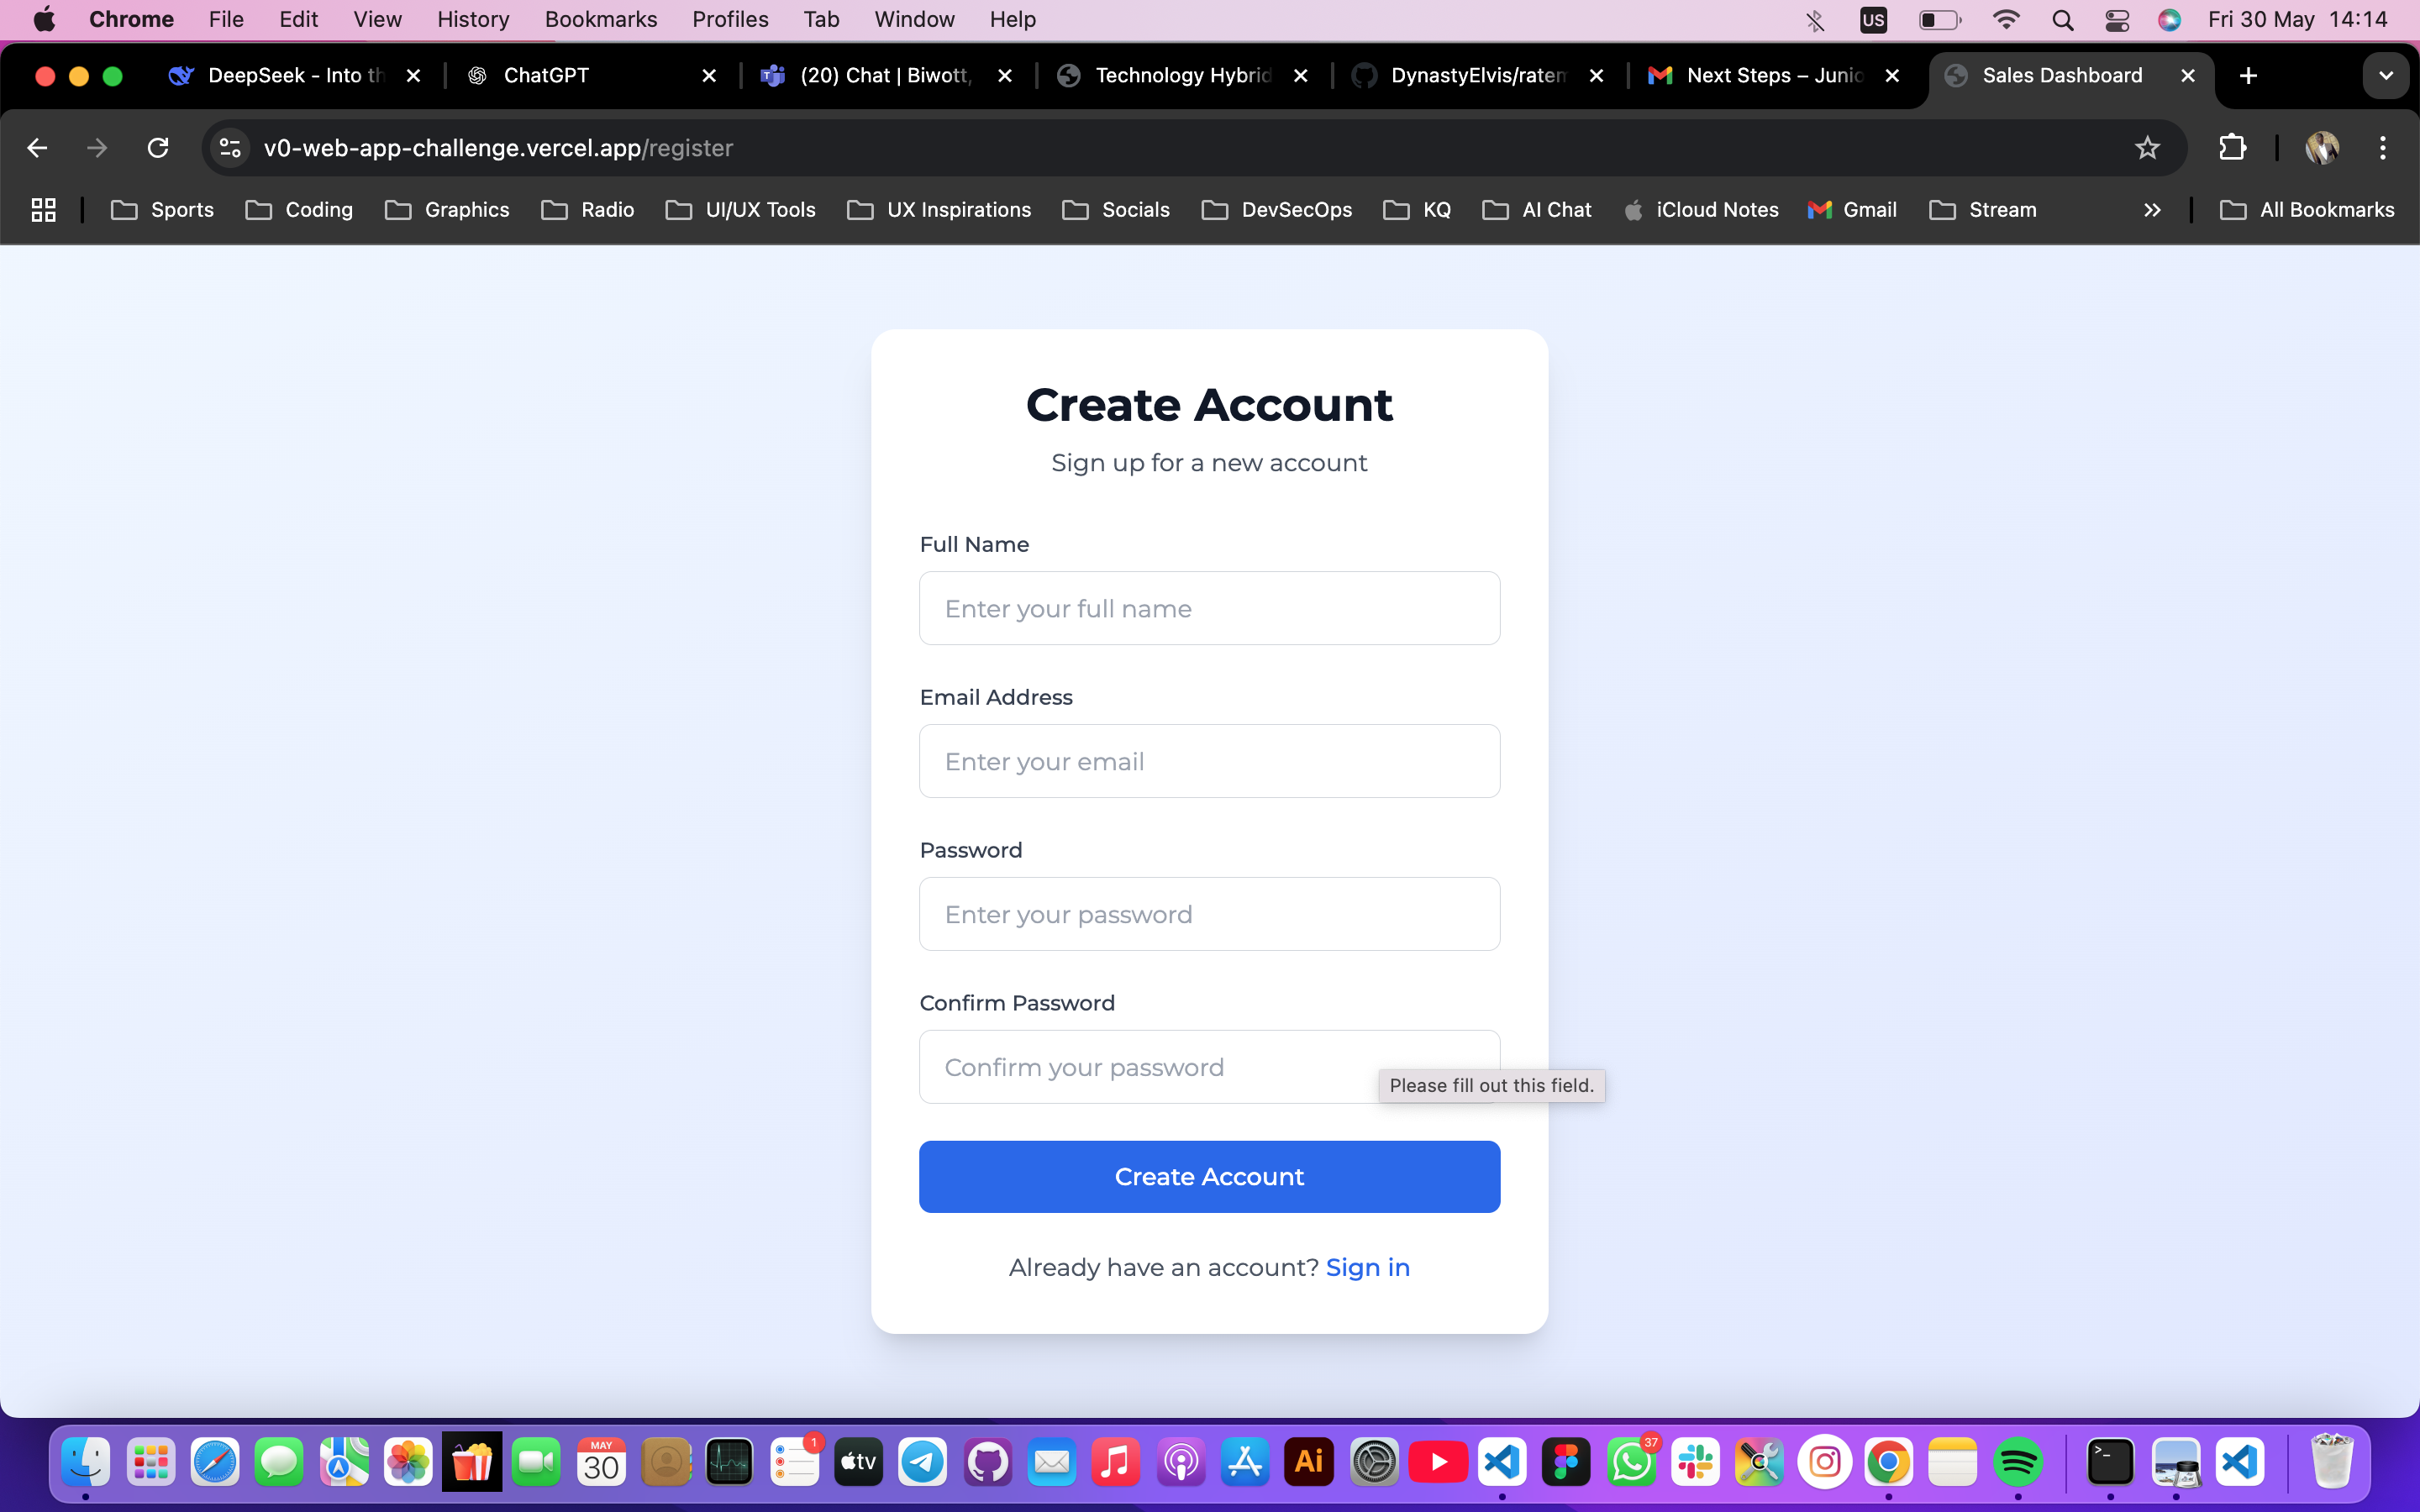 Chrome File Edit View History Bookmarks Profiles Tab Window Help US Fri 30 May 14:14
DeepSeek - Into th ChatGPT (20) Chat | Biwott, Technology Hybrid DynastyElvis/ratem Next Steps – Junio Sales Dashboard
v0-web-app-challenge.vercel.app/register
Sports Coding Graphics Radio UI/UX Tools UX Inspirations Socials DevSecOps KQ AI Chat iCloud Notes Gmail Stream All Bookmarks
Create Account
Sign up for a new account
Full Name
Enter your full name
Email Address
Enter your email
Password
Enter your password
Confirm Password
Confirm your password
Please fill out this field.
Create Account
Already have an account? Sign in
MAY
30
1
tv
Ai
37